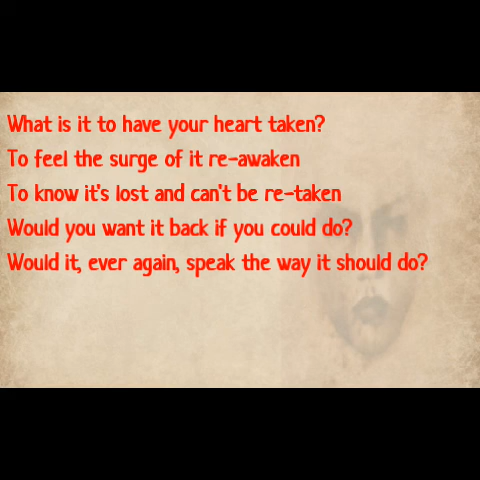 What is it to have your heart taken?
To feel the surge of it re-awaken
To know it's lost and can't be re-taken
Would you want it back if you could do?
Would it, ever again, speak the way it should do?